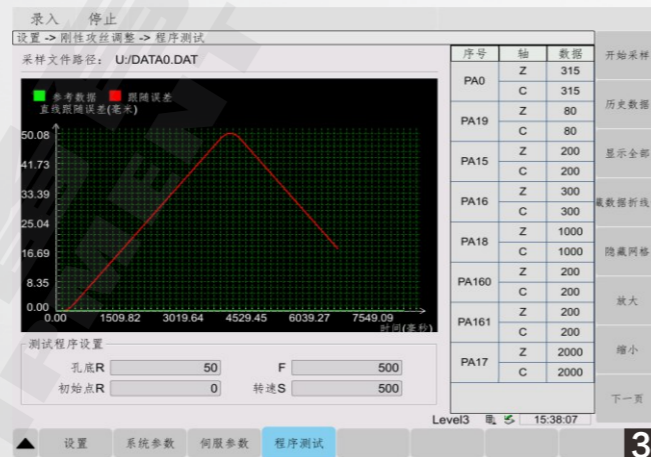 录入 停止
设置 -> 刚性攻丝调整 -> 程序测试
采样文件路径: U:/DATA0.DAT
参考数据 跟随误差
直线跟随误差(毫米)
50.08
41.73
33.39
25.04
16.69
8.35
0.00
0.00 1509.82 3019.64 4529.45 6039.27 7549.09
时间(毫秒)
测试程序设置
孔底R 50 F 500
初始点R 0 转速S 500
序号 轴 数据
PA0 Z 315
C 315
PA19 Z 80
C 80
PA15 Z 200
C 200
PA16 Z 300
C 300
PA18 Z 1000
C 1000
PA160 Z 200
C 200
PA161 Z 200
C 200
PA17 Z 2000
C 2000
开始采样
历史数据
显示全部
藏数据折线
隐藏网格
放大
缩小
下一页
Level3 15:38:07
设置 系统参数 伺服参数 程序测试
3